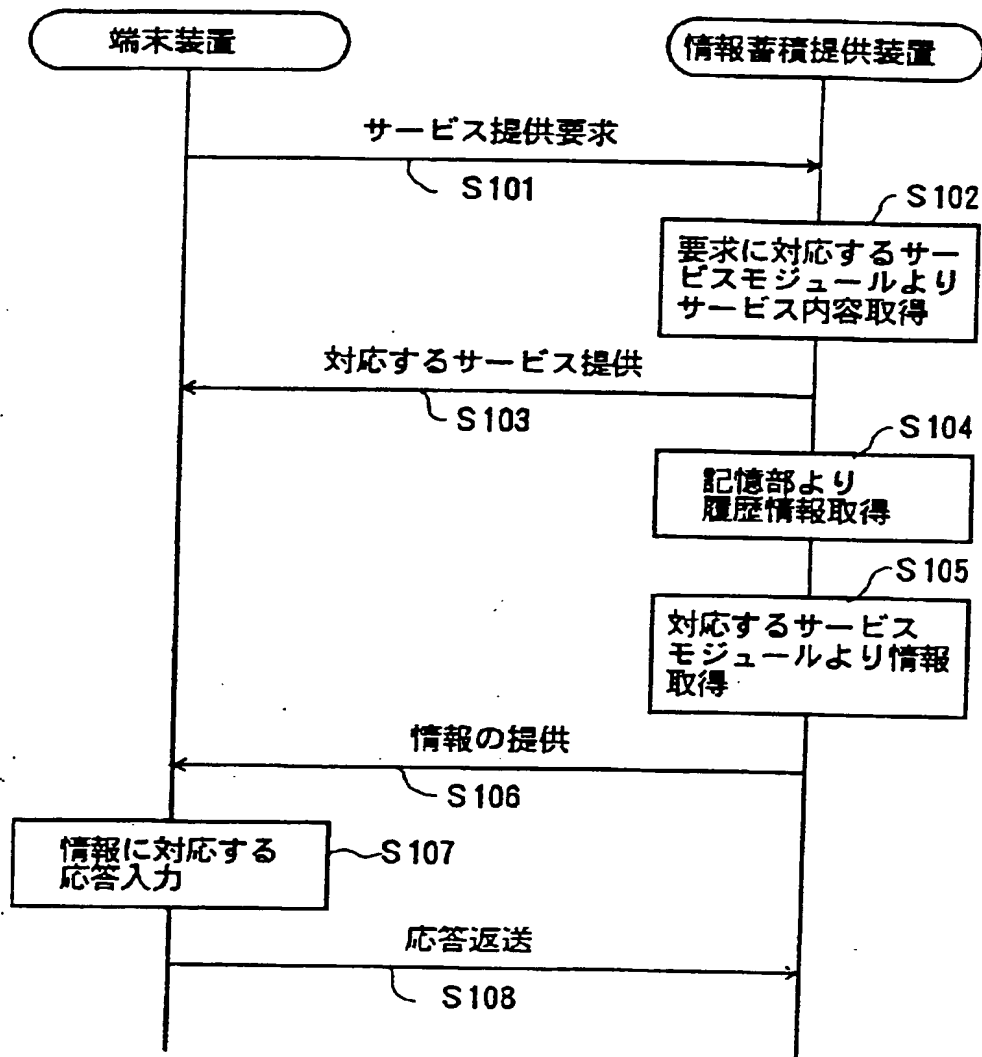 端末装置
情報蓄積提供装置
サービス提供要求
S101
S102
要求に対応するサー
ビスモジュールより
サービス内容取得
対応するサービス提供
S103
S104
記憶部より
履歴情報取得
S105
対応するサービス
モジュールより情報
取得
情報の提供
S106
情報に対応する
応答入力
S107
応答返送
S108